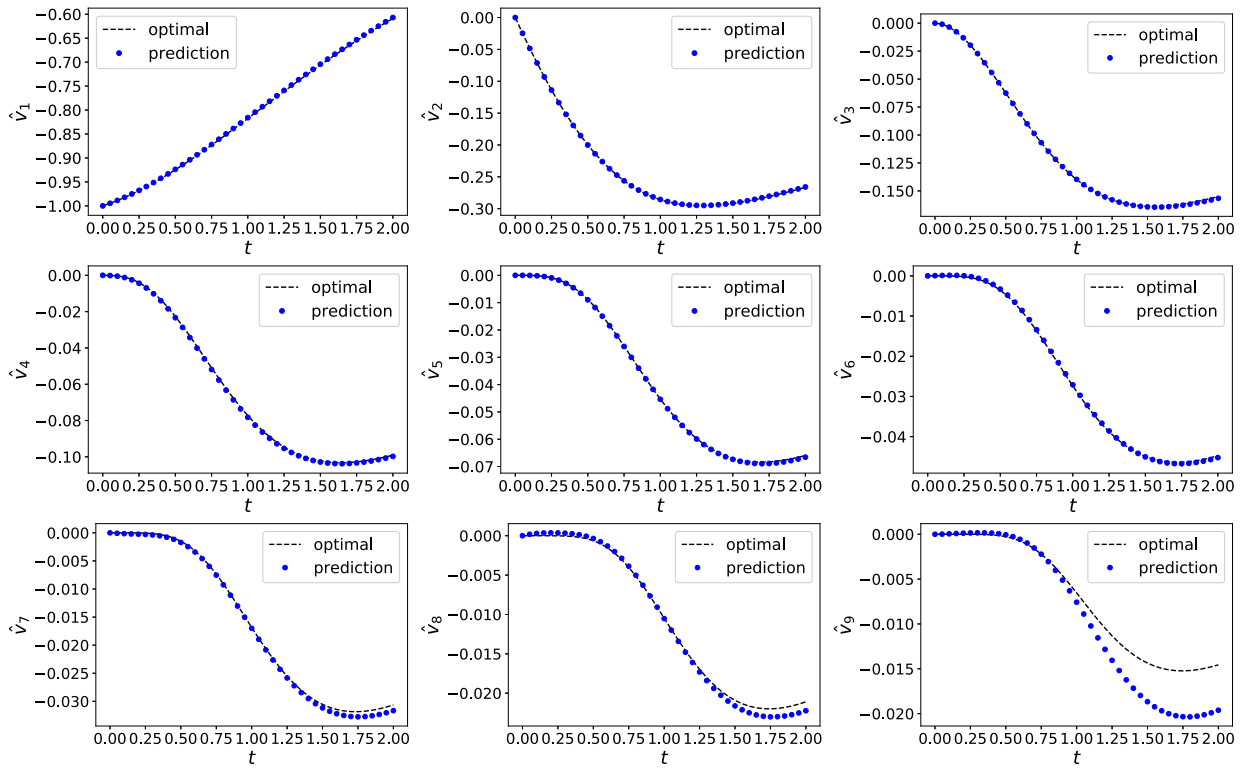 −0.60
−0.65
−0.70
−0.75
−0.80
−0.85
−0.90
−0.95
−1.00
v̂1
optimal
prediction
0.00 0.25 0.50 0.75 1.00 1.25 1.50 1.75 2.00
t
0.00
−0.05
−0.10
−0.15
−0.20
−0.25
−0.30
v̂2
optimal
prediction
0.00 0.25 0.50 0.75 1.00 1.25 1.50 1.75 2.00
t
0.000
−0.025
−0.050
−0.075
−0.100
−0.125
−0.150
v̂3
optimal
prediction
0.00 0.25 0.50 0.75 1.00 1.25 1.50 1.75 2.00
t
0.00
−0.02
−0.04
−0.06
−0.08
−0.10
v̂4
optimal
prediction
0.00 0.25 0.50 0.75 1.00 1.25 1.50 1.75 2.00
t
0.00
−0.01
−0.02
−0.03
−0.04
−0.05
−0.06
−0.07
v̂5
optimal
prediction
0.00 0.25 0.50 0.75 1.00 1.25 1.50 1.75 2.00
t
0.00
−0.01
−0.02
−0.03
−0.04
v̂6
optimal
prediction
0.00 0.25 0.50 0.75 1.00 1.25 1.50 1.75 2.00
t
0.000
−0.005
−0.010
−0.015
−0.020
−0.025
−0.030
v̂7
optimal
prediction
0.00 0.25 0.50 0.75 1.00 1.25 1.50 1.75 2.00
t
0.000
−0.005
−0.010
−0.015
−0.020
v̂8
optimal
prediction
0.00 0.25 0.50 0.75 1.00 1.25 1.50 1.75 2.00
t
0.000
−0.005
−0.010
−0.015
−0.020
v̂9
optimal
prediction
0.00 0.25 0.50 0.75 1.00 1.25 1.50 1.75 2.00
t